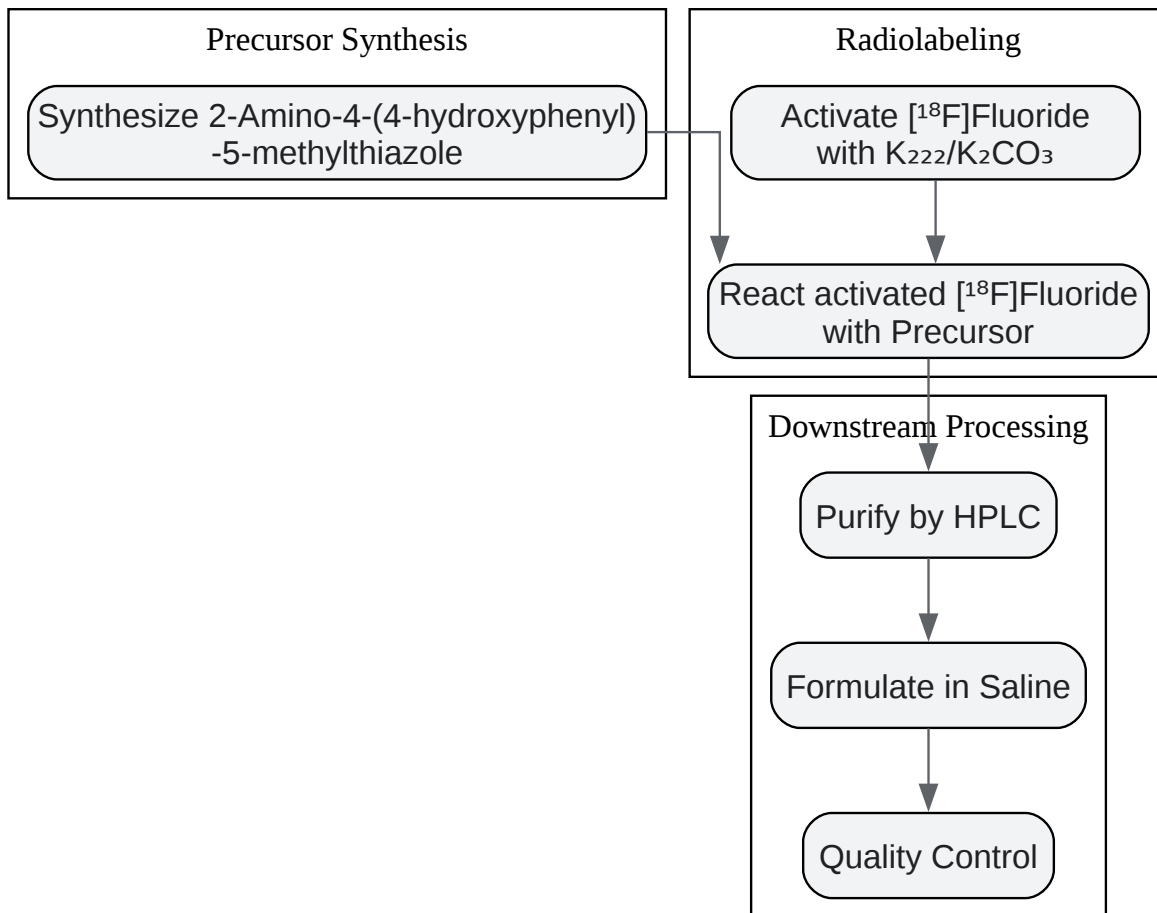 Precursor Synthesis
Synthesize 2-Amino-4-(4-hydroxyphenyl)
-5-methylthiazole
Radiolabeling
Activate [¹⁸F]Fluoride
with K₂₂₂/K₂CO₃
React activated [¹⁸F]Fluoride
with Precursor
Downstream Processing
Purify by HPLC
Formulate in Saline
Quality Control